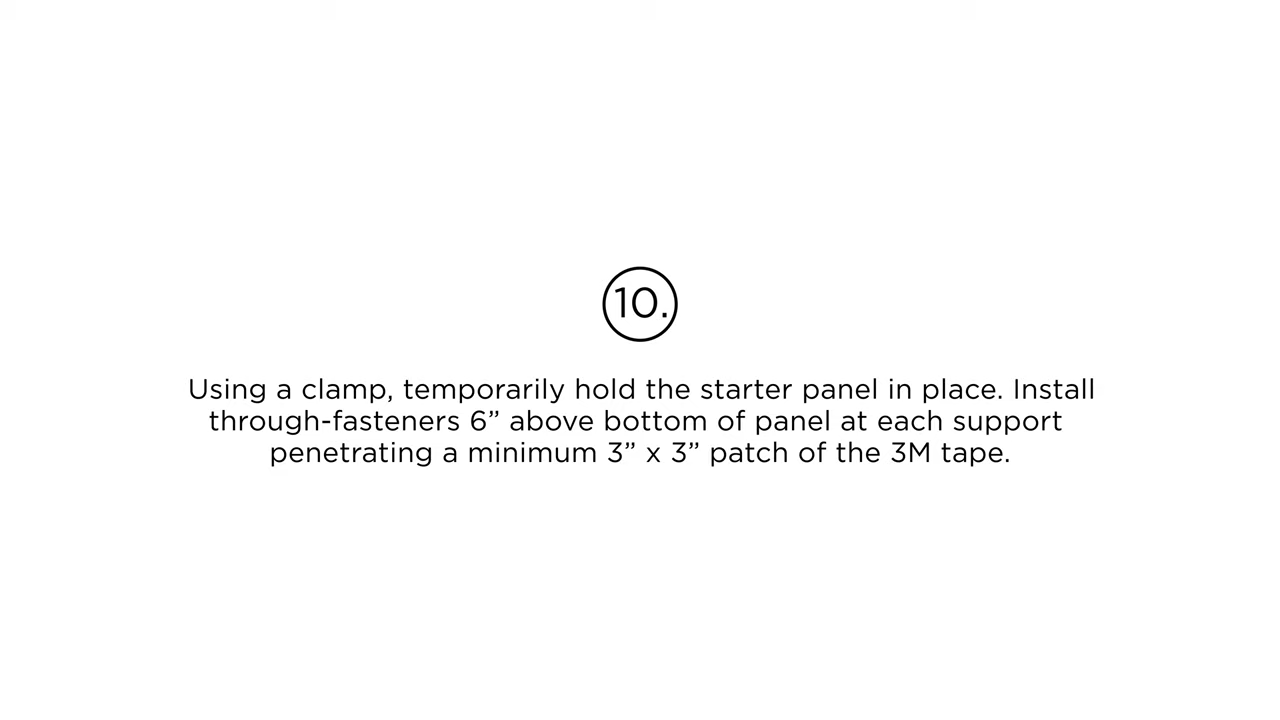 10.
Using a clamp, temporarily hold the starter panel in place. Install
through-fasteners 6” above bottom of panel at each support
penetrating a minimum 3” x 3” patch of the 3M tape.